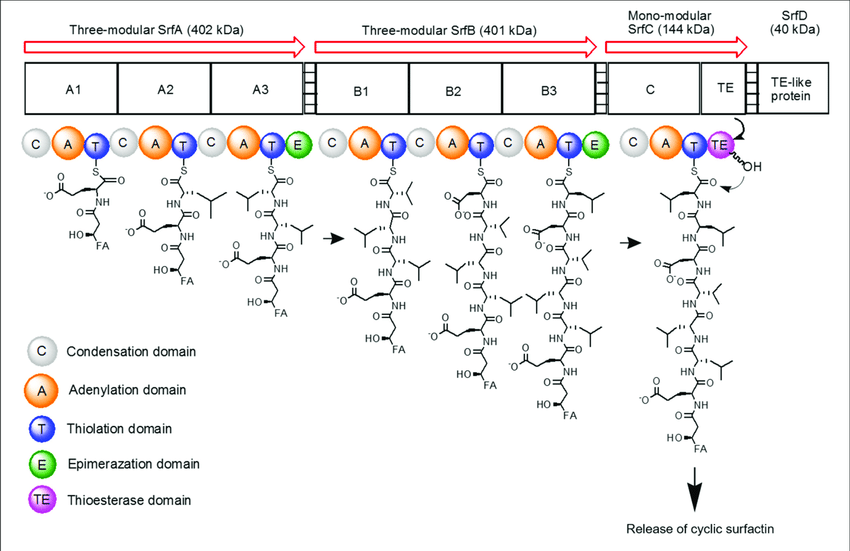 Three-modular SrfA (402 kDa)
Three-modular SrfB (401 kDa)
Mono-modular
SrfC (144 kDa)
SrfD
(40 kDa)
A1 A2 A3 B1 B2 B3 C TE TE-like
protein
C A T C A T C A T E C A T C A T C A T E C A T TE
OH
S O
O
-O
NH
O
HO
FA
S O
NH
O
O
-O
NH
O
HO
FA
S O
NH
O
NH
O
O
-O
NH
O
HO
FA
S O
NH
O
NH
O
NH
O
O
-O
NH
O
HO
FA
S O
O
-O
NH
O
NH
O
NH
O
NH
O
O
-O
NH
O
HO
FA
S O
NH
O
O
-O
NH
O
NH
O
NH
O
NH
O
O
-O
NH
O
HO
FA
S O
NH
O
NH
O
O
-O
NH
O
NH
O
NH
O
NH
O
O
-O
NH
O
HO
FA
C Condensation domain
A Adenylation domain
T Thiolation domain
E Epimerazation domain
TE Thioesterase domain
Release of cyclic surfactin